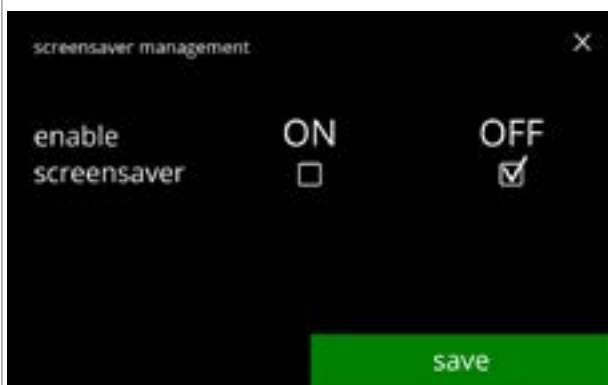 screensaver management
enable ON OFF
screensaver
save